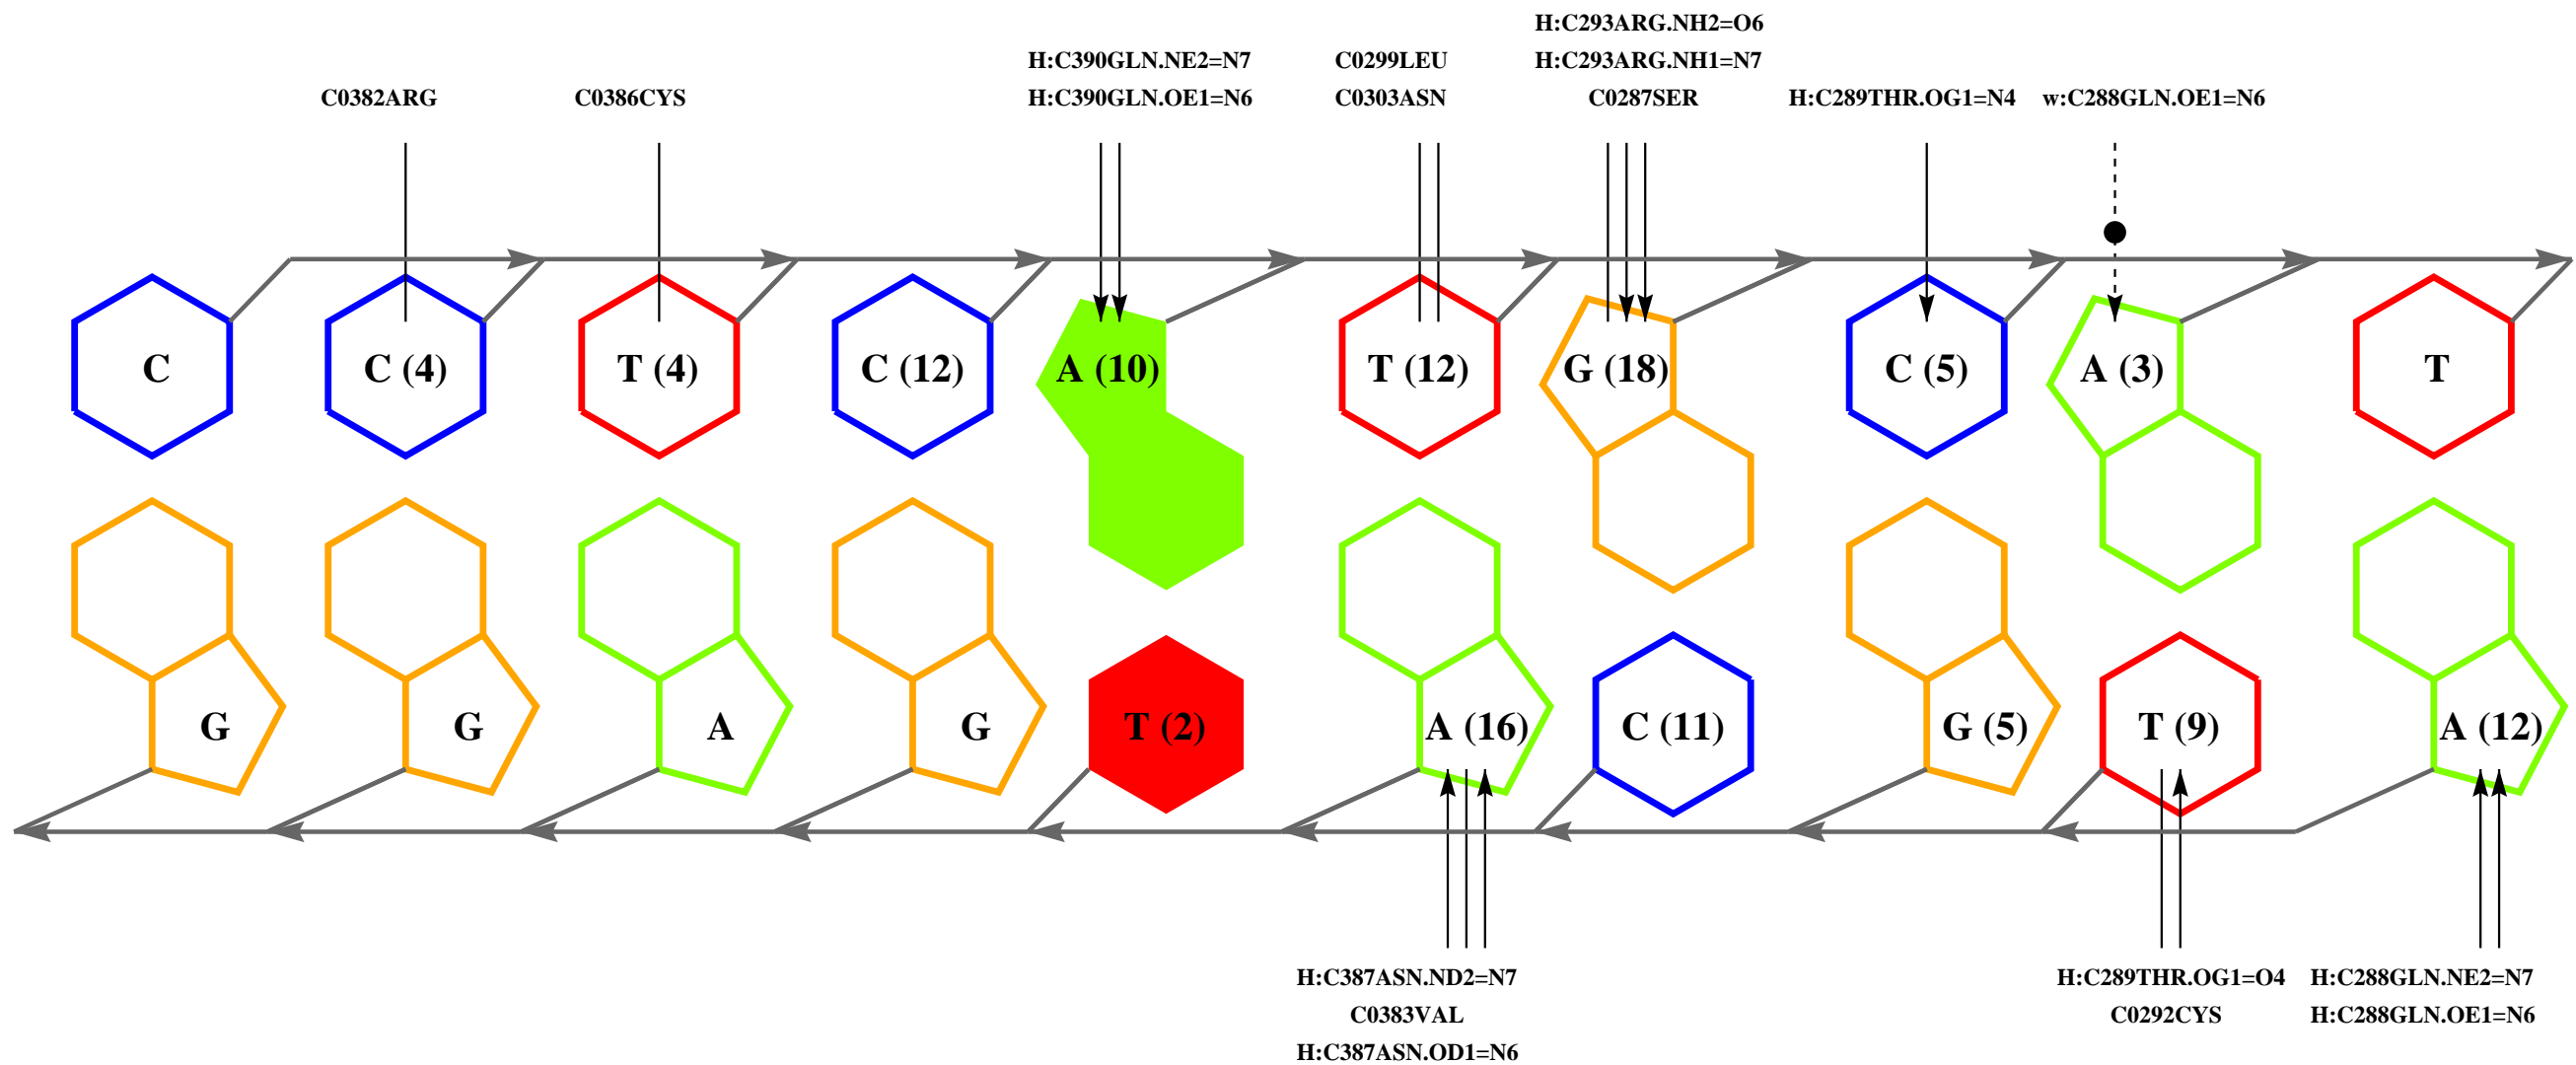 H:C293ARG.NH2=O6
H:C390GLN.NE2=N7 C0299LEU H:C293ARG.NH1=N7
C0382ARG C0386CYS H:C390GLN.OE1=N6 C0303ASN C0287SER H:C289THR.OG1=N4 w:C288GLN.OE1=N6
C C (4) T (4) C (12) A (10) T (12) G (18) C (5) A (3) T
G G A G T (2) A (16) C (11) G (5) T (9) A (12)
H:C387ASN.ND2=N7 H:C289THR.OG1=O4 H:C288GLN.NE2=N7
C0383VAL C0292CYS H:C288GLN.OE1=N6
H:C387ASN.OD1=N6